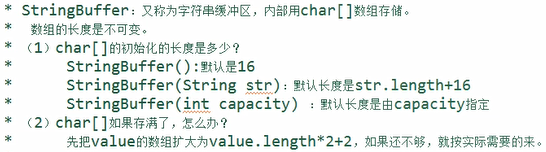 * StringBuffer：又称为字符串缓冲区，内部用char[]数组存储。
* 数组的长度是不可变。
* （1）char[]的初始化的长度是多少？
* StringBuffer():默认是16
* StringBuffer(String str)：默认长度是str.length+16
* StringBuffer(int capacity) ：默认长度是由capacity指定
* （2）char[]如果存满了，怎么办？
* 先把value的数组扩大为value.length*2+2，如果还不够，就按实际需要的来。